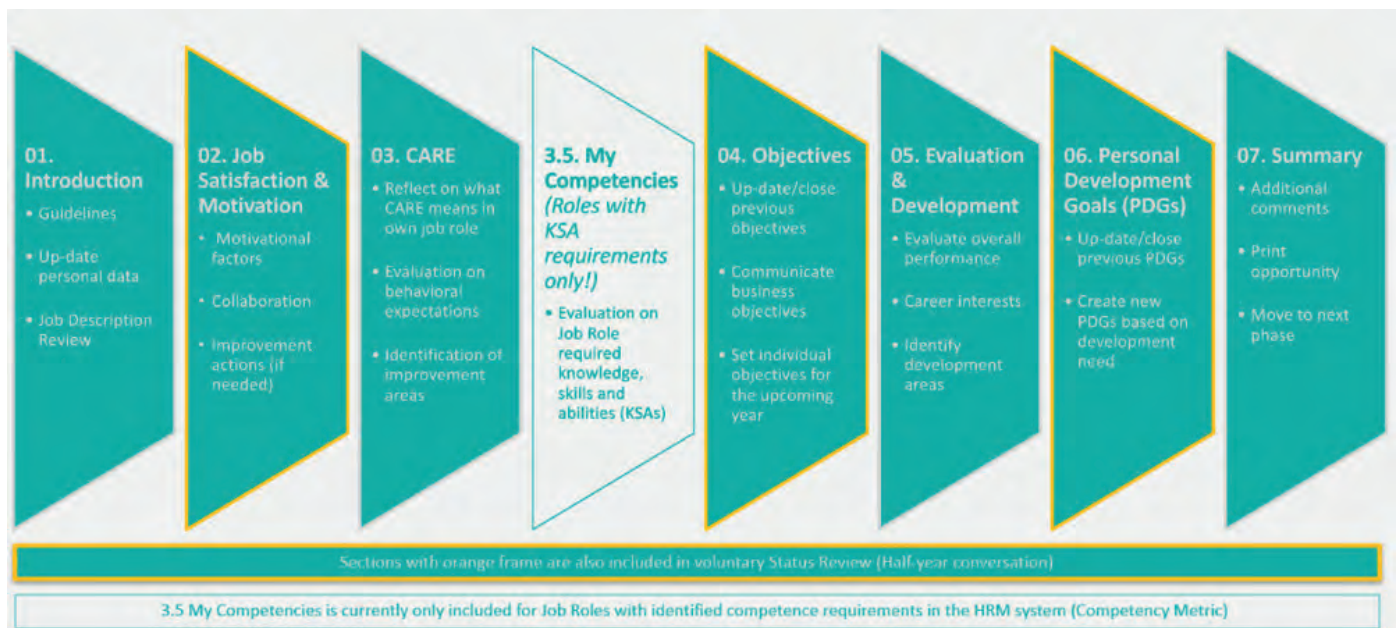 01.
Introduction
• Guidelines
• Up-date
personal data
• Job Description
Review
02. Job
Satisfaction &
Motivation
• Motivational
factors
• Collaboration
• Improvement
actions (if
needed)
03. CARE
• Reflect on what
CARE means in
own job role
• Evaluation on
behavioral
expectations
• Identification of
improvement
areas
3.5. My
Competencies
(Roles with
KSA
requirements
only!)
• Evaluation on
Job Role
required
knowledge,
skills and
abilities (KSAs)
04. Objectives
• Up-date/close
previous
objectives
• Communicate
business
objectives
• Set individual
objectives for
the upcoming
year
05. Evaluation
&
Development
• Evaluate overall
performance
• Career interests
• Identify
development
areas
06. Personal
Development
Goals (PDGs)
• Up-date/close
previous PDGs
• Create new
PDGs based on
development
need
07. Summary
• Additional
comments
• Print
opportunity
• Move to next
phase
Sections with orange frame are also included in voluntary Status Review (Half-year conversation)
3.5 My Competencies is currently only included for Job Roles with identified competence requirements in the HRM system (Competency Metric)